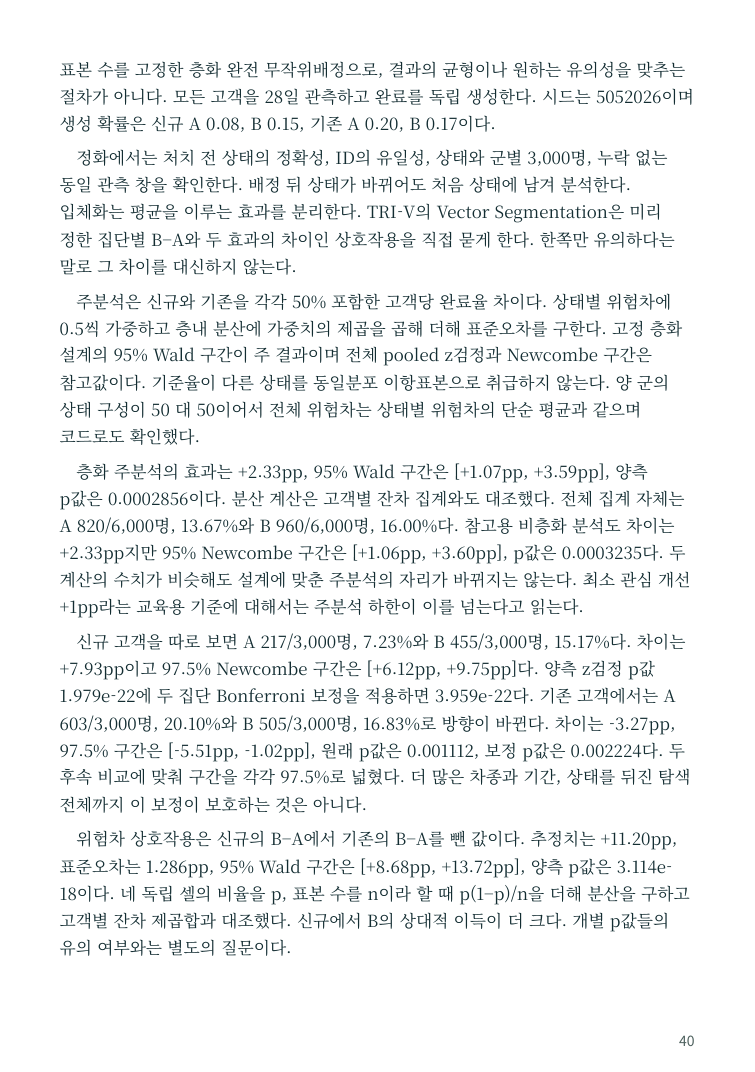 표본 수를 고정한 층화 완전 무작위배정으로, 결과의 균형이나 원하는 유의성을 맞추는
절차가 아니다. 모든 고객을 28일 관측하고 완료를 독립 생성한다. 시드는 5052026이며
생성 확률은 신규 A 0.08, B 0.15, 기존 A 0.20, B 0.17이다.
정화에서는 처치 전 상태의 정확성, ID의 유일성, 상태와 군별 3,000명, 누락 없는
동일 관측 창을 확인한다. 배정 뒤 상태가 바뀌어도 처음 상태에 남겨 분석한다.
입체화는 평균을 이루는 효과를 분리한다. TRI-V의 Vector Segmentation은 미리
정한 집단별 B−A와 두 효과의 차이인 상호작용을 직접 묻게 한다. 한쪽만 유의하다는
말로 그 차이를 대신하지 않는다.
주분석은 신규와 기존을 각각 50% 포함한 고객당 완료율 차이다. 상태별 위험차에
0.5씩 가중하고 층내 분산에 가중치의 제곱을 곱해 더해 표준오차를 구한다. 고정 층화
설계의 95% Wald 구간이 주 결과이며 전체 pooled z검정과 Newcombe 구간은
참고값이다. 기준율이 다른 상태를 동일분포 이항표본으로 취급하지 않는다. 양 군의
상태 구성이 50 대 50이어서 전체 위험차는 상태별 위험차의 단순 평균과 같으며
코드로도 확인했다.
층화 주분석의 효과는 +2.33pp, 95% Wald 구간은 [+1.07pp, +3.59pp], 양측
p값은 0.0002856이다. 분산 계산은 고객별 잔차 집계와도 대조했다. 전체 집계 자체는
A 820/6,000명, 13.67%와 B 960/6,000명, 16.00%다. 참고용 비층화 분석도 차이는
+2.33pp지만 95% Newcombe 구간은 [+1.06pp, +3.60pp], p값은 0.0003235다. 두
계산의 수치가 비슷해도 설계에 맞춘 주분석의 자리가 바뀌지는 않는다. 최소 관심 개선
+1pp라는 교육용 기준에 대해서는 주분석 하한이 이를 넘는다고 읽는다.
신규 고객을 따로 보면 A 217/3,000명, 7.23%와 B 455/3,000명, 15.17%다. 차이는
+7.93pp이고 97.5% Newcombe 구간은 [+6.12pp, +9.75pp]다. 양측 z검정 p값
1.979e-22에 두 집단 Bonferroni 보정을 적용하면 3.959e-22다. 기존 고객에서는 A
603/3,000명, 20.10%와 B 505/3,000명, 16.83%로 방향이 바뀐다. 차이는 -3.27pp,
97.5% 구간은 [-5.51pp, -1.02pp], 원래 p값은 0.001112, 보정 p값은 0.002224다. 두
후속 비교에 맞춰 구간을 각각 97.5%로 넓혔다. 더 많은 차종과 기간, 상태를 뒤진 탐색
전체까지 이 보정이 보호하는 것은 아니다.
위험차 상호작용은 신규의 B−A에서 기존의 B−A를 뺀 값이다. 추정치는 +11.20pp,
표준오차는 1.286pp, 95% Wald 구간은 [+8.68pp, +13.72pp], 양측 p값은 3.114e-
18이다. 네 독립 셀의 비율을 p, 표본 수를 n이라 할 때 p(1−p)/n을 더해 분산을 구하고
고객별 잔차 제곱합과 대조했다. 신규에서 B의 상대적 이득이 더 크다. 개별 p값들의
유의 여부와는 별도의 질문이다.
40